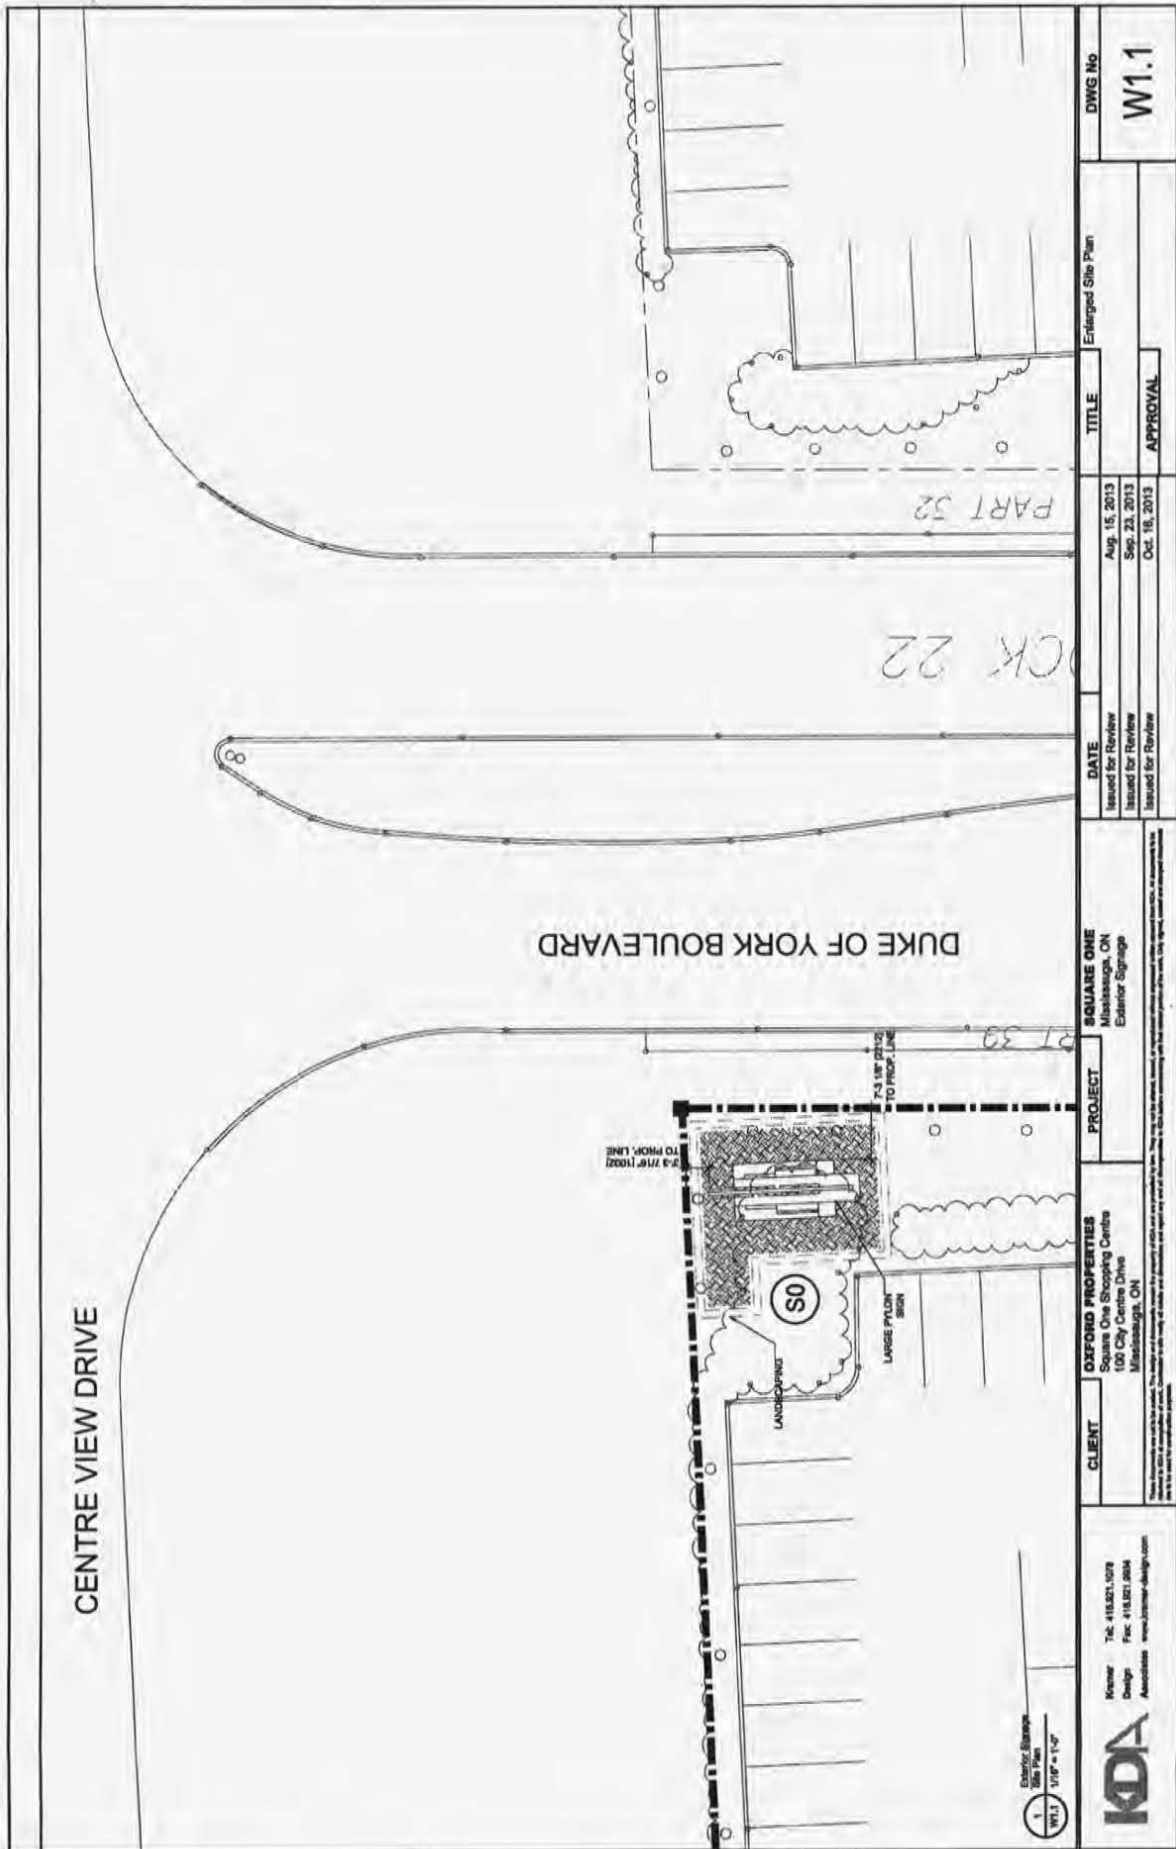 CENTRE VIEW DRIVE
DUKE OF YORK BOULEVARD
PART 32
OCK 22
RT 39
3'-3 7/16" [1002]
TO PROP. LINE
7'-3 1/8" [2212]
TO PROP. LINE
S0
LANDSCAPING
LARGE PYLON
SIGN
1
W1.1
Exterior Signage
Site Plan
1/16" = 1'-0"
KDA
Kramer
Design
Associates
Tel: 416.921.1078
Fax: 416.921.9934
www.kramer-design.com
CLIENT
OXFORD PROPERTIES
Square One Shopping Centre
100 City Centre Drive
Mississauga, ON
PROJECT
SQUARE ONE
Mississauga, ON
Exterior Signage
DATE
Issued for Review Aug. 15, 2013
Issued for Review Sep. 23, 2013
Issued for Review Oct. 16, 2013
TITLE
Enlarged Site Plan
APPROVAL
DWG No
W1.1